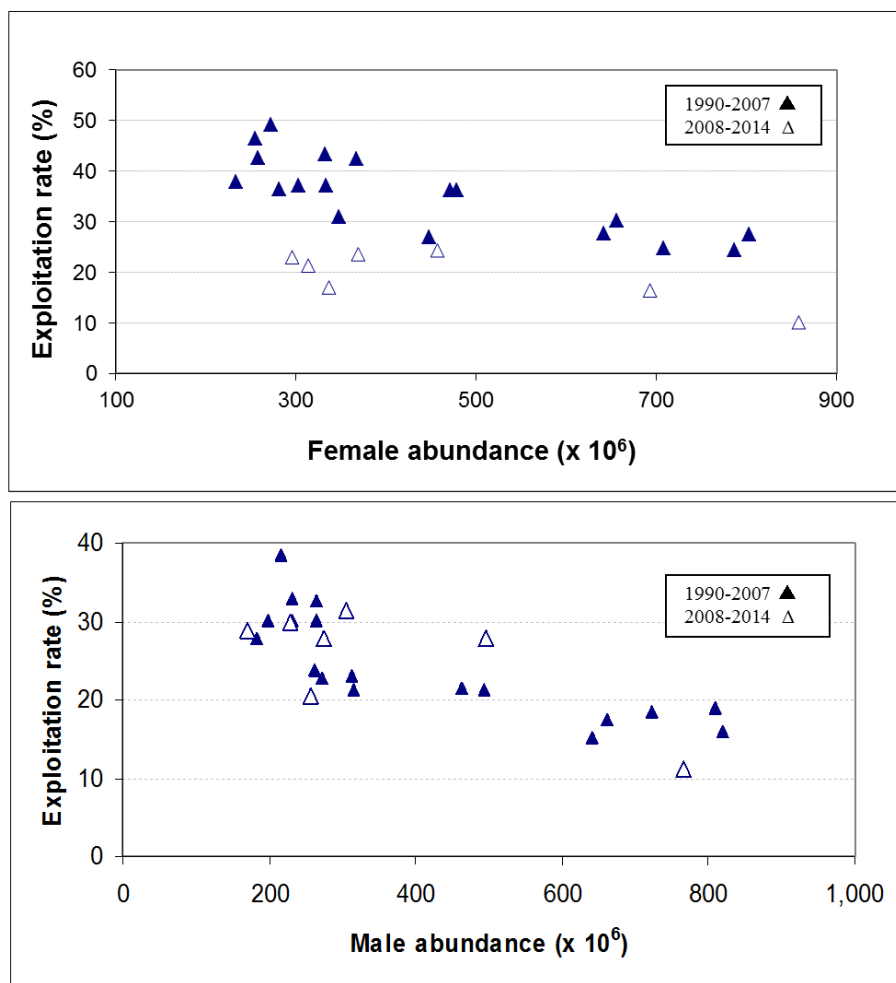 60
50
40
30
20
10
0
Exploitation rate (%)
1990-2007 ▲
2008-2014 △
100 300 500 700 900
Female abundance (x 10⁶)
40
30
20
10
0
Exploitation rate (%)
1990-2007 ▲
2008-2014 △
0 200 400 600 800 1,000
Male abundance (x 10⁶)